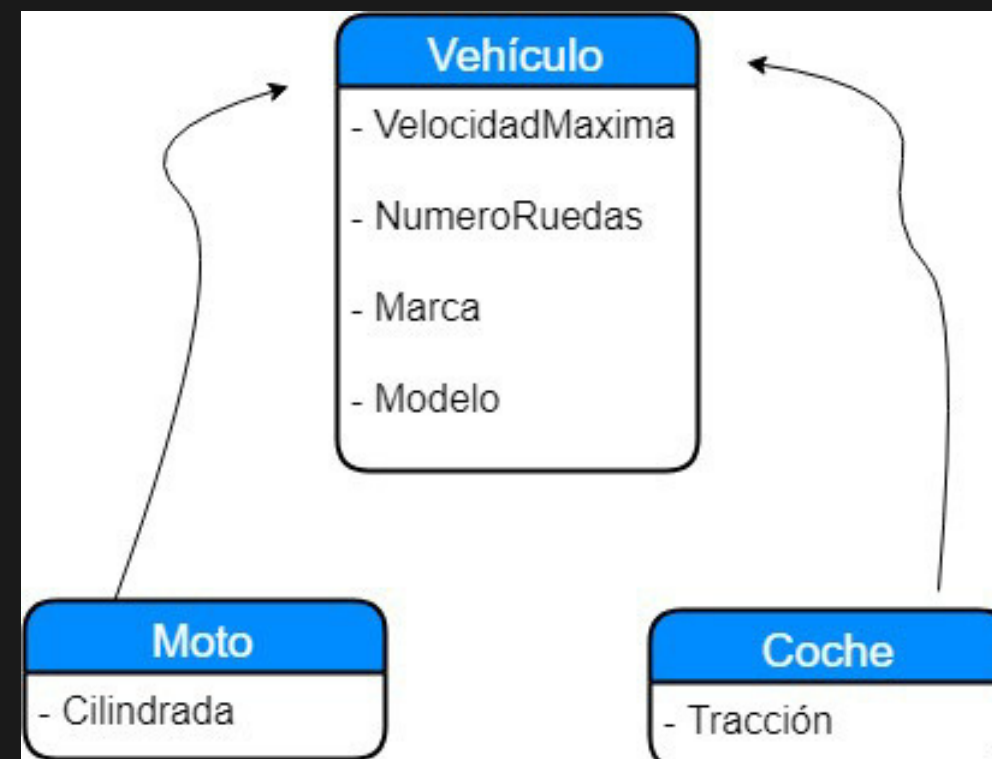 Vehículo
- VelocidadMaxima
- NumeroRuedas
- Marca
- Modelo
Moto
- Cilindrada
Coche
- Tracción